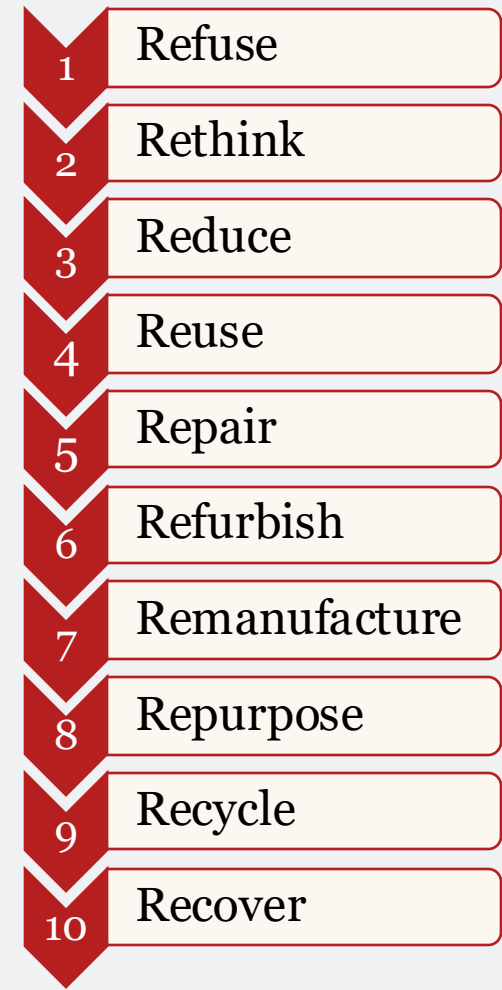 1 Refuse
2 Rethink
3 Reduce
4 Reuse
5 Repair
6 Refurbish
7 Remanufacture
8 Repurpose
9 Recycle
10 Recover